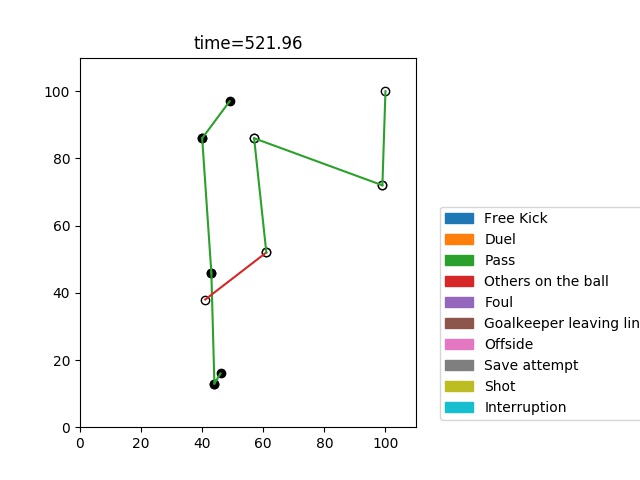 time=521.96
100
80
60
40
20
0
0 20 40 60 80 100
Free Kick
Duel
Pass
Others on the ball
Foul
Goalkeeper leaving lin
Offside
Save attempt
Shot
Interruption